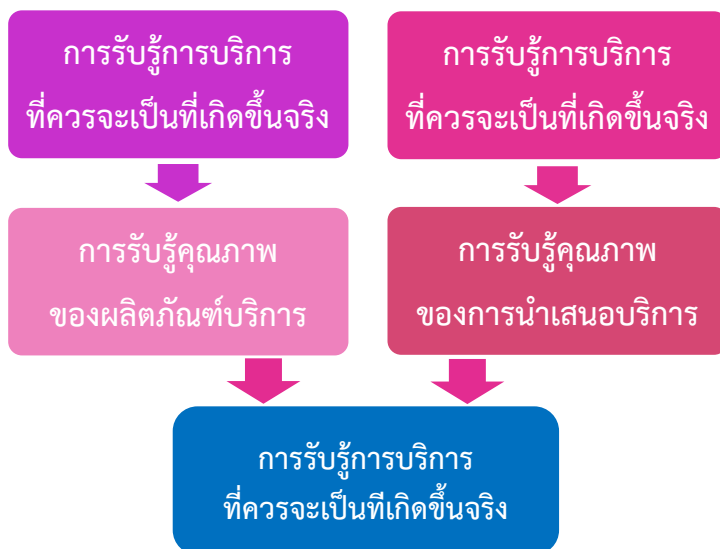 การรับรู้การบริการ
ที่ควรจะเป็นที่เกิดขึ้นจริง
การรับรู้การบริการ
ที่ควรจะเป็นที่เกิดขึ้นจริง
การรับรู้คุณภาพ
ของผลิตภัณฑ์บริการ
การรับรู้คุณภาพ
ของการนำเสนอบริการ
การรับรู้การบริการ
ที่ควรจะเป็นทีเกิดขึ้นจริง